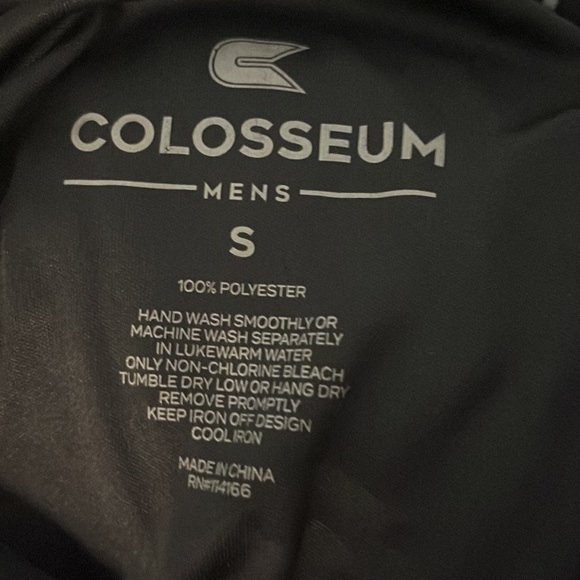 COLOSSEUM
MENS
S
100% POLYESTER
HAND WASH SMOOTHLY OR
MACHINE WASH SEPARATELY
IN LUKEWARM WATER
ONLY NON-CHLORINE BLEACH
TUMBLE DRY LOW OR HANG DRY
REMOVE PROMPTLY
KEEP IRON OFF DESIGN
COOL IRON
MADE IN CHINA
RN#114166